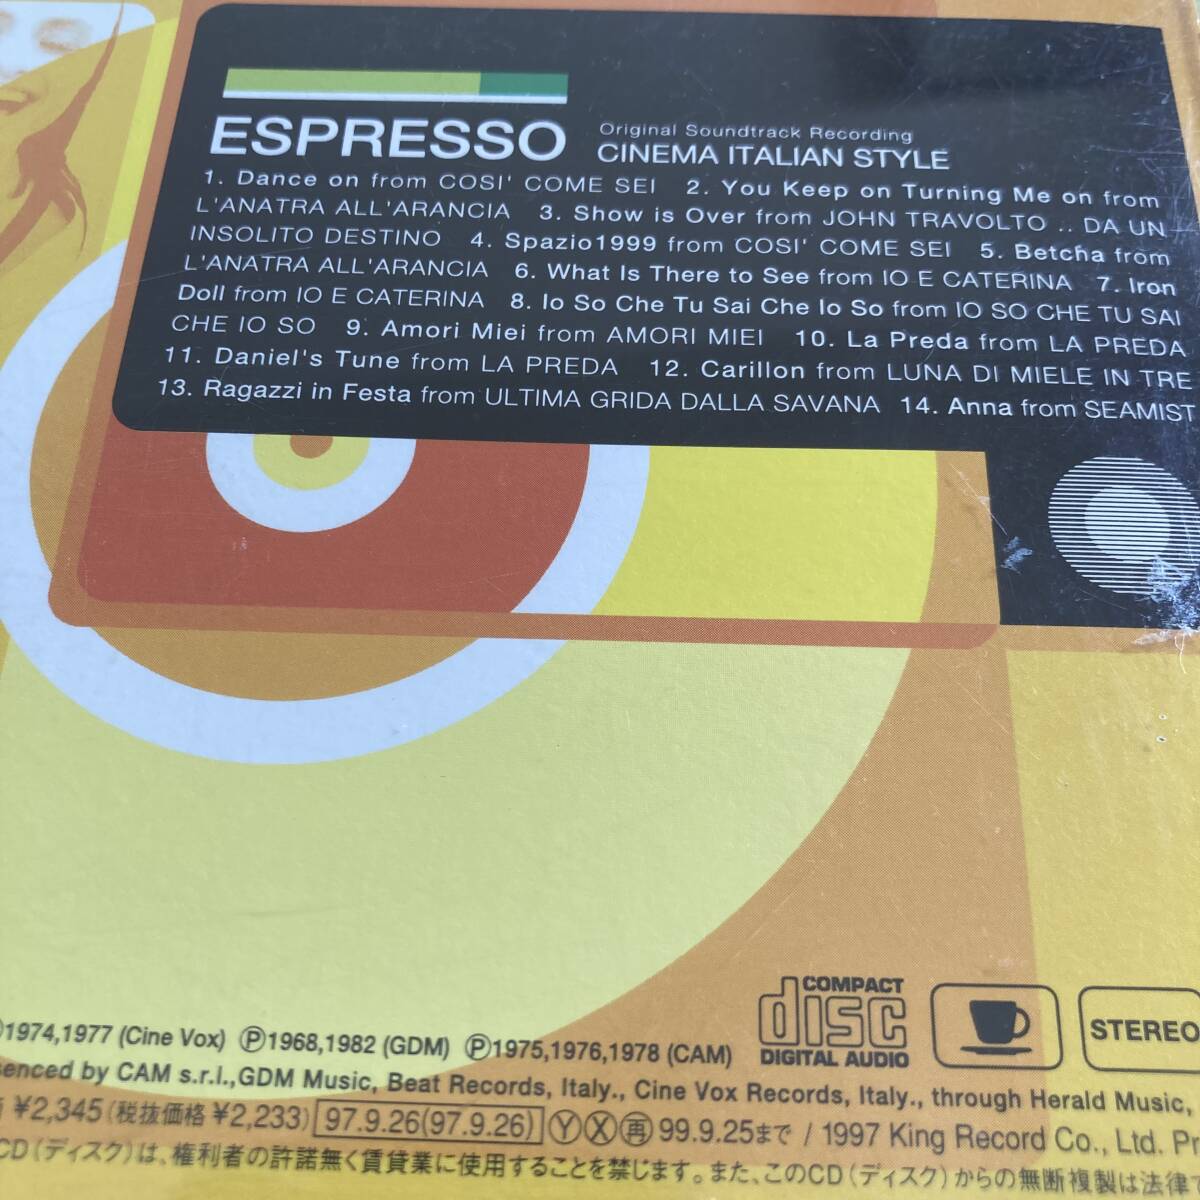 ESPRESSO
Original Soundtrack Recording
CINEMA ITALIAN STYLE
1. Dance on from COSI' COME SEI 2. You Keep on Turning Me on from
L'ANATRA ALL'ARANCIA 3. Show is Over from JOHN TRAVOLTO .. DA UN
INSOLITO DESTINO 4. Spazio1999 from COSI' COME SEI 5. Betcha from
L'ANATRA ALL'ARANCIA 6. What Is There to See from IO E CATERINA 7. Iron
Doll from IO E CATERINA 8. Io So Che Tu Sai Che Io So from IO SO CHE TU SAI
CHE IO SO 9. Amori Miei from AMORI MIEI 10. La Preda from LA PREDA
11. Daniel's Tune from LA PREDA 12. Carillon from LUNA DI MIELE IN TRE
13. Ragazzi in Festa from ULTIMA GRIDA DALLA SAVANA 14. Anna from SEAMIST
COMPACT
disc
DIGITAL AUDIO
STEREO
Ⓟ1974,1977 (Cine Vox) Ⓟ1968,1982 (GDM) Ⓟ1975,1976,1978 (CAM)
by CAM s.r.l.,GDM Music, Beat Records, Italy., Cine Vox Records, Italy., through Herald Music,
¥2,345(税抜価格¥2,233) 97.9.26(97.9.26) Ⓨ Ⓧ 再 99.9.25まで / 1997 King Record Co., Ltd.
CD(ディスク)は、権利者の許諾無く賃貸業に使用することを禁じます。また、このCD(ディスク)からの無断複製は法律